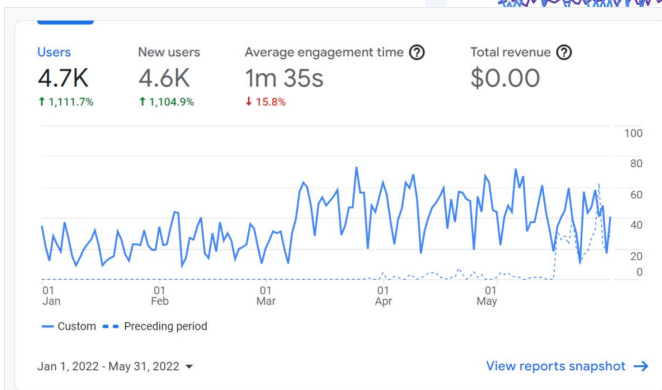 Users New users Average engagement time ? Total revenue ?
4.7K 4.6K 1m 35s $0.00
↑ 1,111.7% ↑ 1,104.9% ↓ 15.8%
100
80
60
40
20
0
01 01 01 01 01
Jan Feb Mar Apr May
Custom Preceding period
Jan 1, 2022 - May 31, 2022 ▼ View reports snapshot →